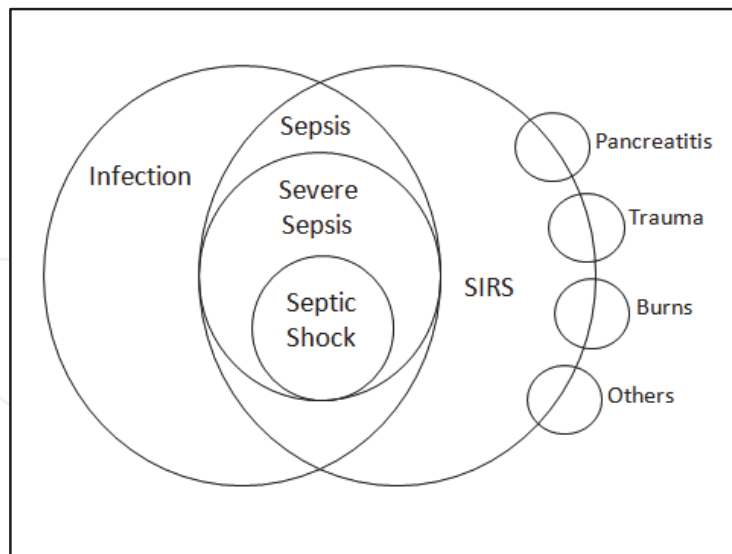 Sepsis
Infection
Severe
Sepsis
Septic
Shock
SIRS
Pancreatitis
Trauma
Burns
Others